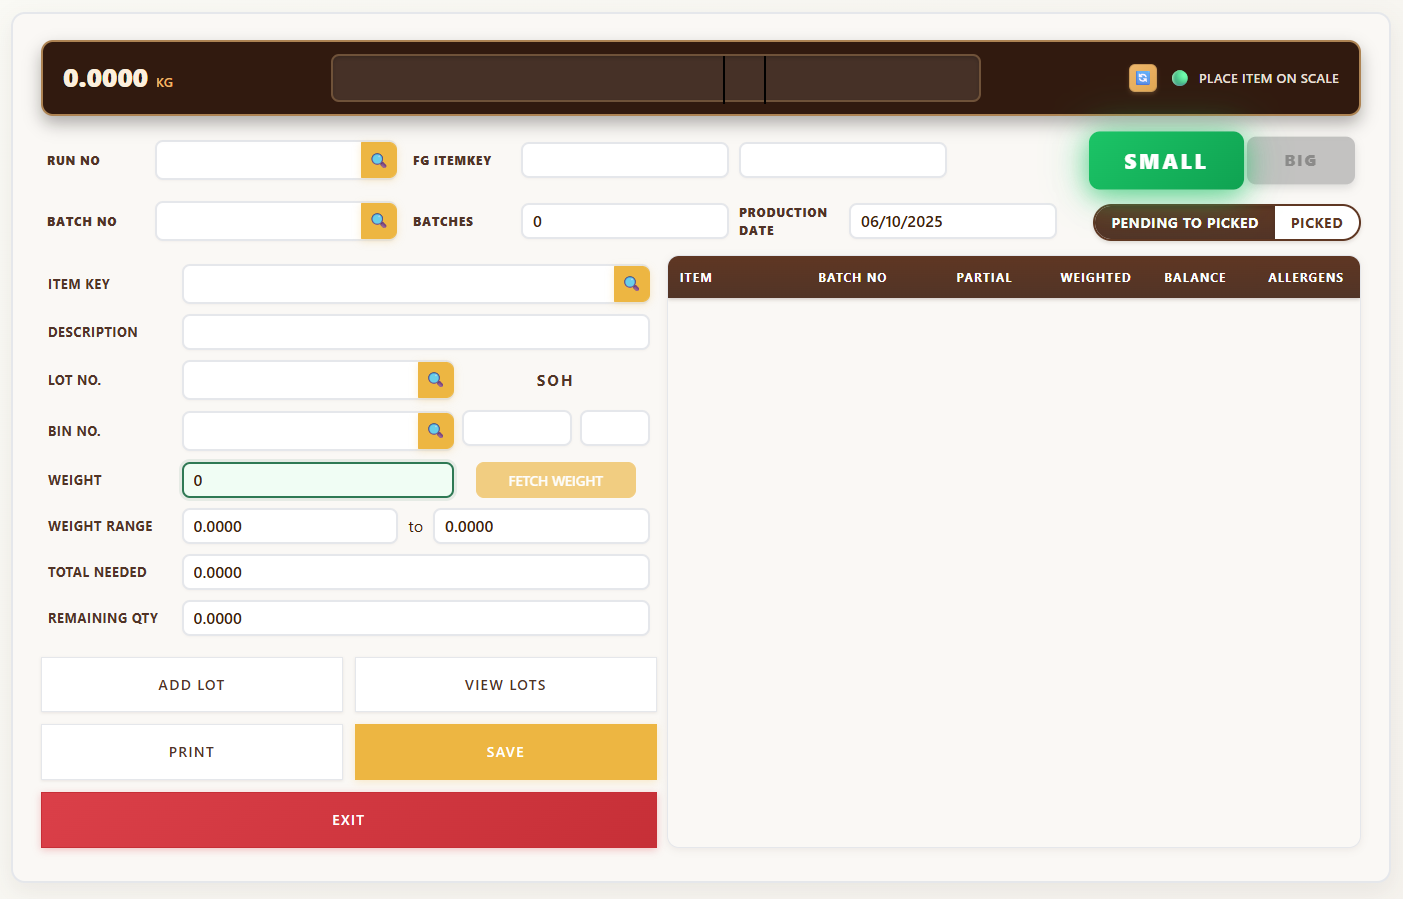 0.0000 KG
PLACE ITEM ON SCALE
RUN NO
FG ITEMKEY
SMALL
BIG
BATCH NO
BATCHES
0
PRODUCTION
DATE
06/10/2025
PENDING TO PICKED
PICKED
ITEM KEY
DESCRIPTION
LOT NO.
SOH
BIN NO.
WEIGHT
0
FETCH WEIGHT
WEIGHT RANGE
0.0000
to
0.0000
TOTAL NEEDED
0.0000
REMAINING QTY
0.0000
ADD LOT
VIEW LOTS
PRINT
SAVE
EXIT
ITEM
BATCH NO
PARTIAL
WEIGHTED
BALANCE
ALLERGENS